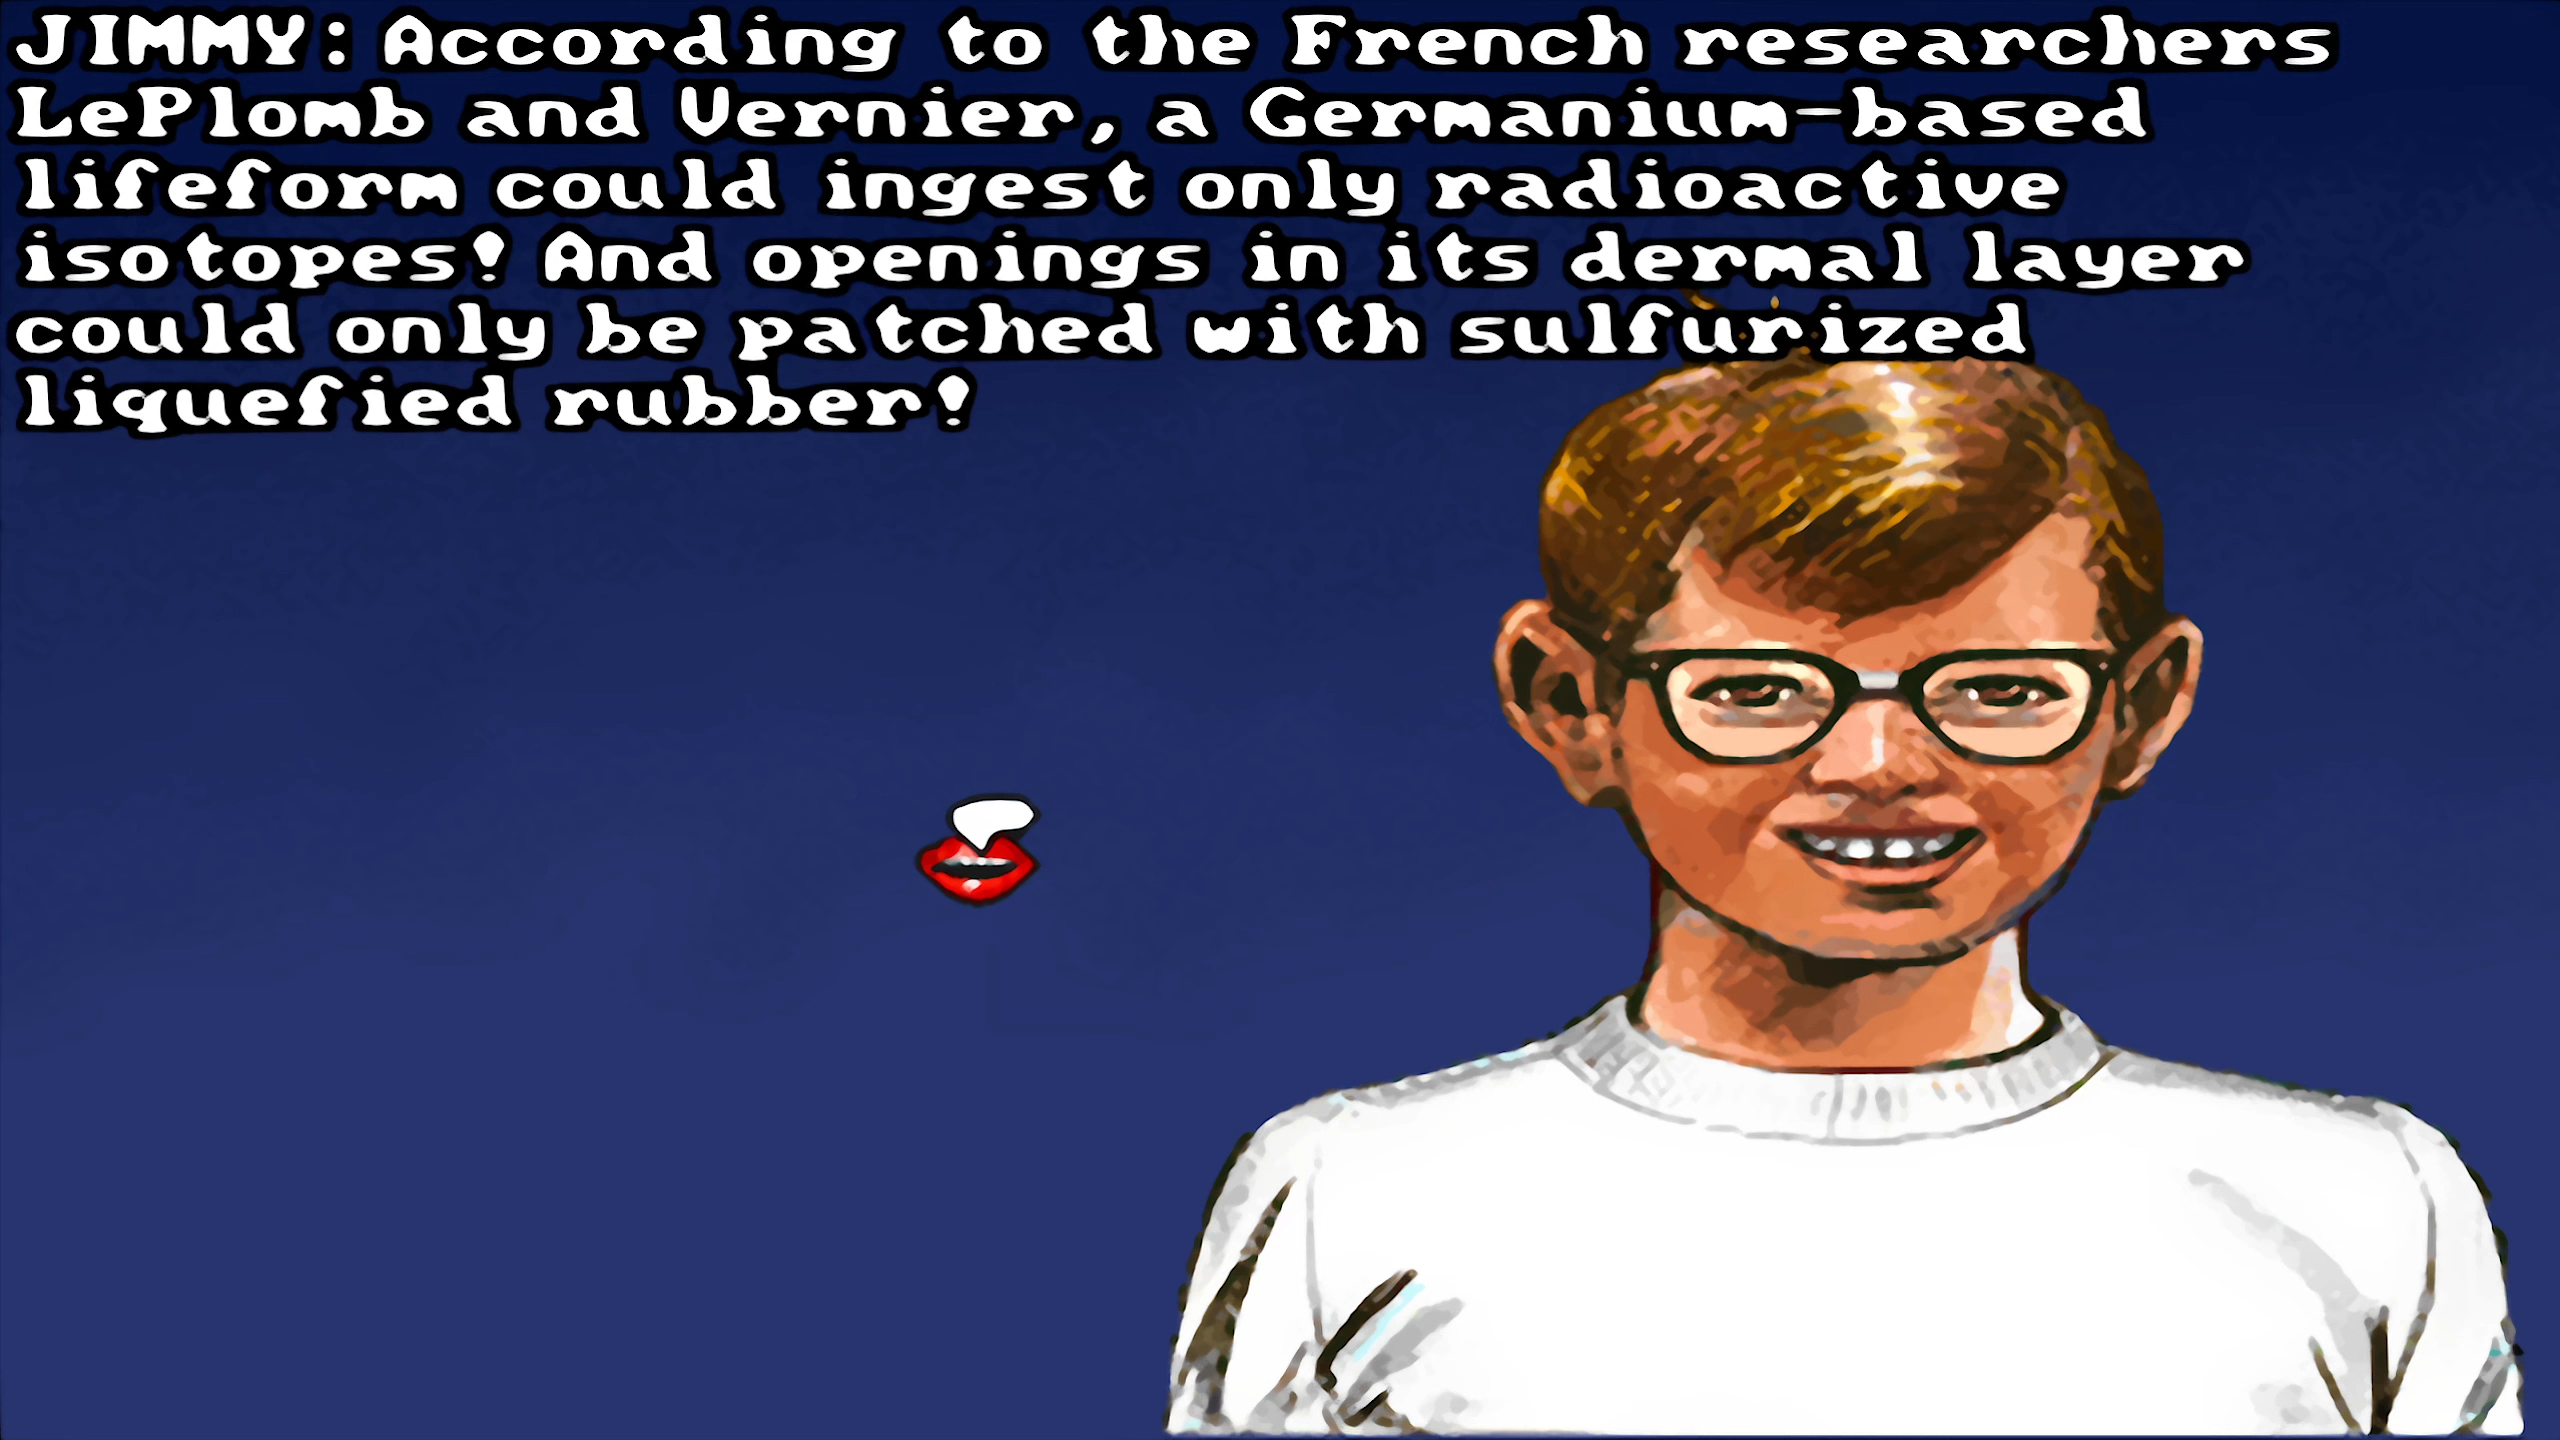 JIMMY: According to the French researchers
LePlomb and Vernier, a Germanium-based
lifeform could ingest only radioactive
isotopes! And openings in its dermal layer
could only be patched with sulfurized
liquefied rubber!